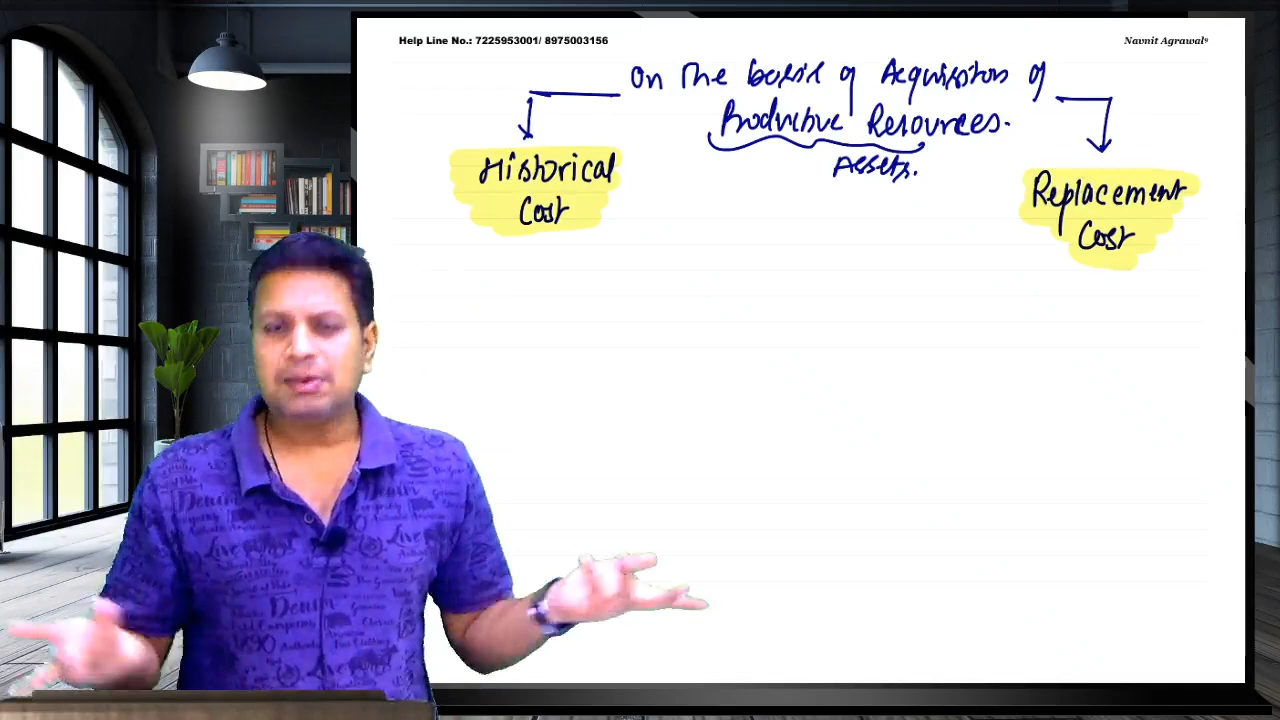 Help Line No.: 7225953001/ 8975003156
Navnit Agrawal9
On The basis of Acquisition of
Productive Resources.
Assets.
Historical
Cost
Replacement
Cost